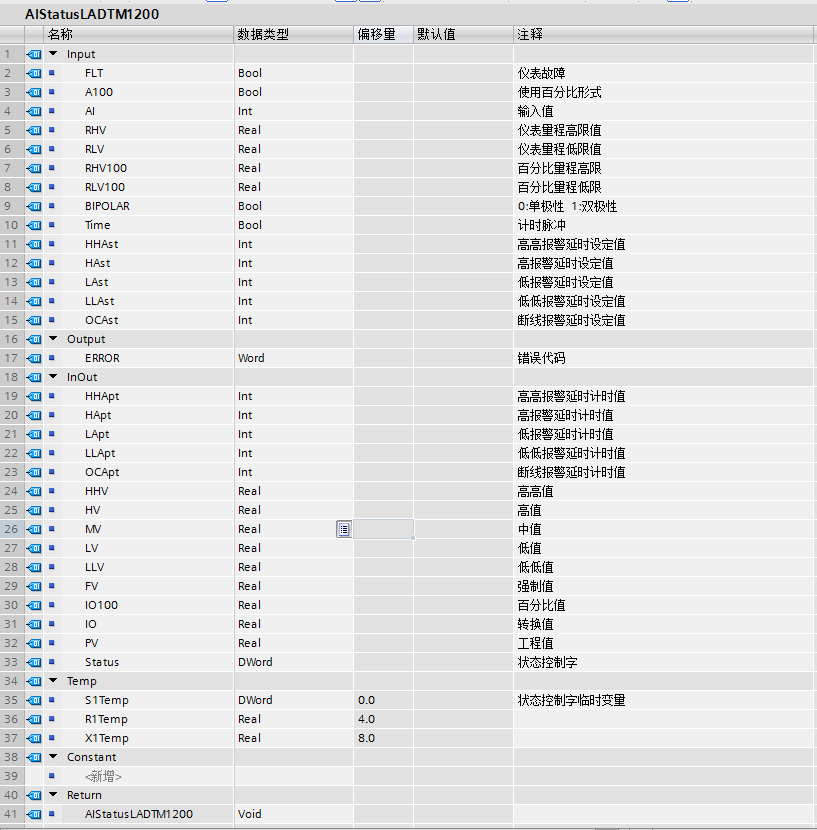 AIStatusLADTM1200
名称 数据类型 偏移量 默认值 注释
1 Input
2 FLT Bool 仪表故障
3 A100 Bool 使用百分比形式
4 AI Int 输入值
5 RHV Real 仪表量程高限值
6 RLV Real 仪表量程低限值
7 RHV100 Real 百分比量程高限
8 RLV100 Real 百分比量程低限
9 BIPOLAR Bool 0:单极性 1:双极性
10 Time Bool 计时脉冲
11 HHAst Int 高高报警延时设定值
12 HAst Int 高报警延时设定值
13 LAst Int 低报警延时设定值
14 LLAst Int 低低报警延时设定值
15 OCAst Int 断线报警延时设定值
16 Output
17 ERROR Word 错误代码
18 InOut
19 HHApt Int 高高报警延时计时值
20 HApt Int 高报警延时计时值
21 LApt Int 低报警延时计时值
22 LLApt Int 低低报警延时计时值
23 OCApt Int 断线报警延时计时值
24 HHV Real 高高值
25 HV Real 高值
26 MV Real 中值
27 LV Real 低值
28 LLV Real 低低值
29 FV Real 强制值
30 IO100 Real 百分比值
31 IO Real 转换值
32 PV Real 工程值
33 Status DWord 状态控制字
34 Temp
35 S1Temp DWord 0.0 状态控制字临时变量
36 R1Temp Real 4.0
37 X1Temp Real 8.0
38 Constant
39 <新增>
40 Return
41 AIStatusLADTM1200 Void